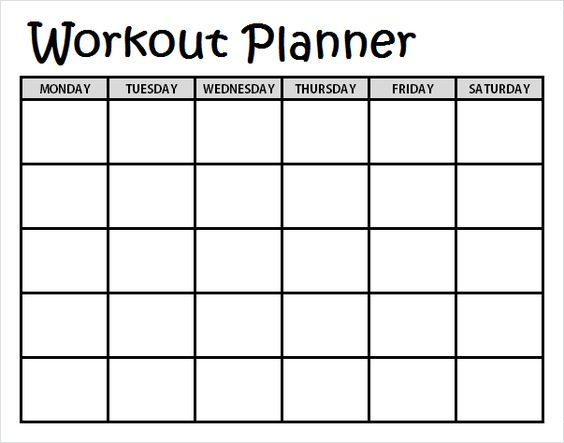 Workout Planner
MONDAY TUESDAY WEDNESDAY THURSDAY FRIDAY SATURDAY